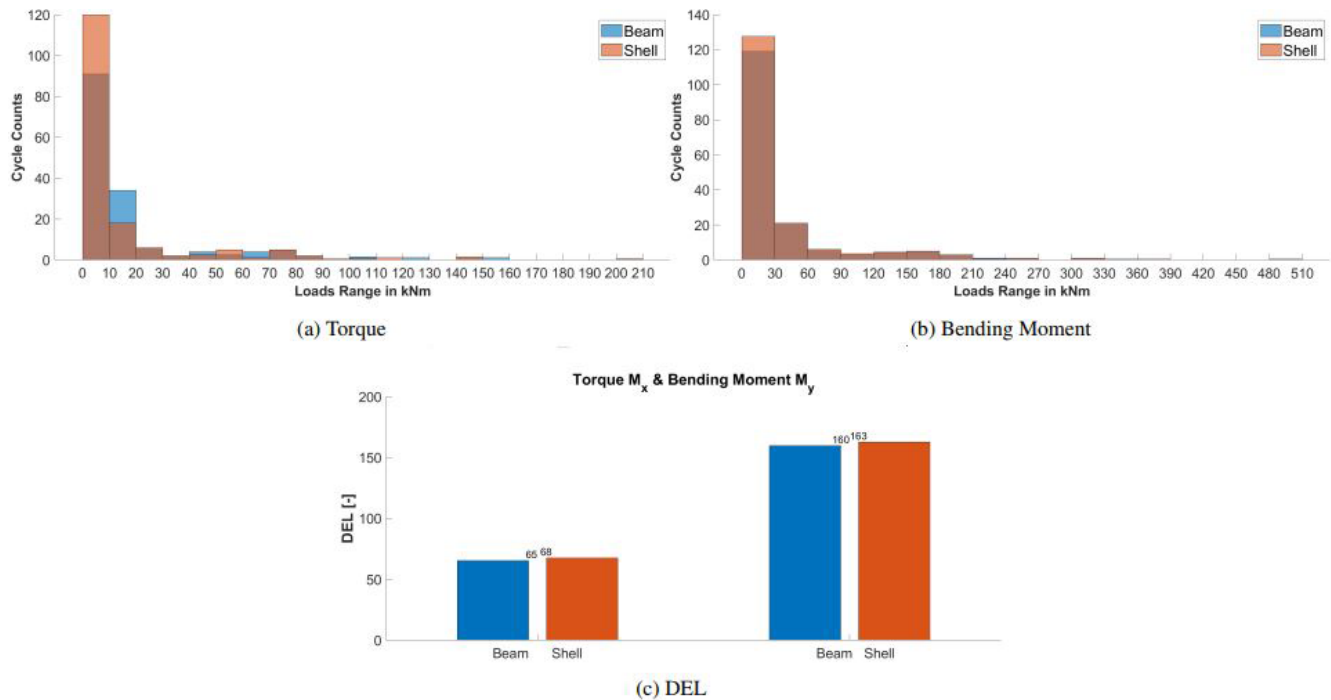 120
100
80
60
40
20
0
Cycle Counts
Beam
Shell
0 10 20 30 40 50 60 70 80 90 100 110 120 130 140 150 160 170 180 190 200 210
Loads Range in kNm
(a) Torque
140
120
100
80
60
40
20
0
Cycle Counts
Beam
Shell
0 30 60 90 120 150 180 210 240 270 300 330 360 390 420 450 480 510
Loads Range in kNm
(b) Bending Moment
Torque Mx & Bending Moment My
200
150
100
50
0
DEL [-]
65 68
160 163
Beam Shell
Beam Shell
(c) DEL